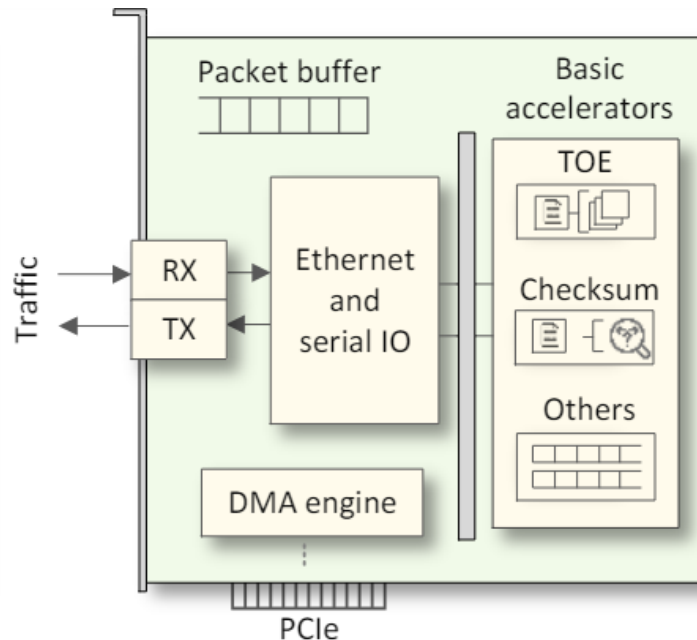 Packet buffer
Basic
accelerators
TOE
RX
TX
Traffic
Ethernet
and
serial IO
Checksum
Others
DMA engine
PCIe